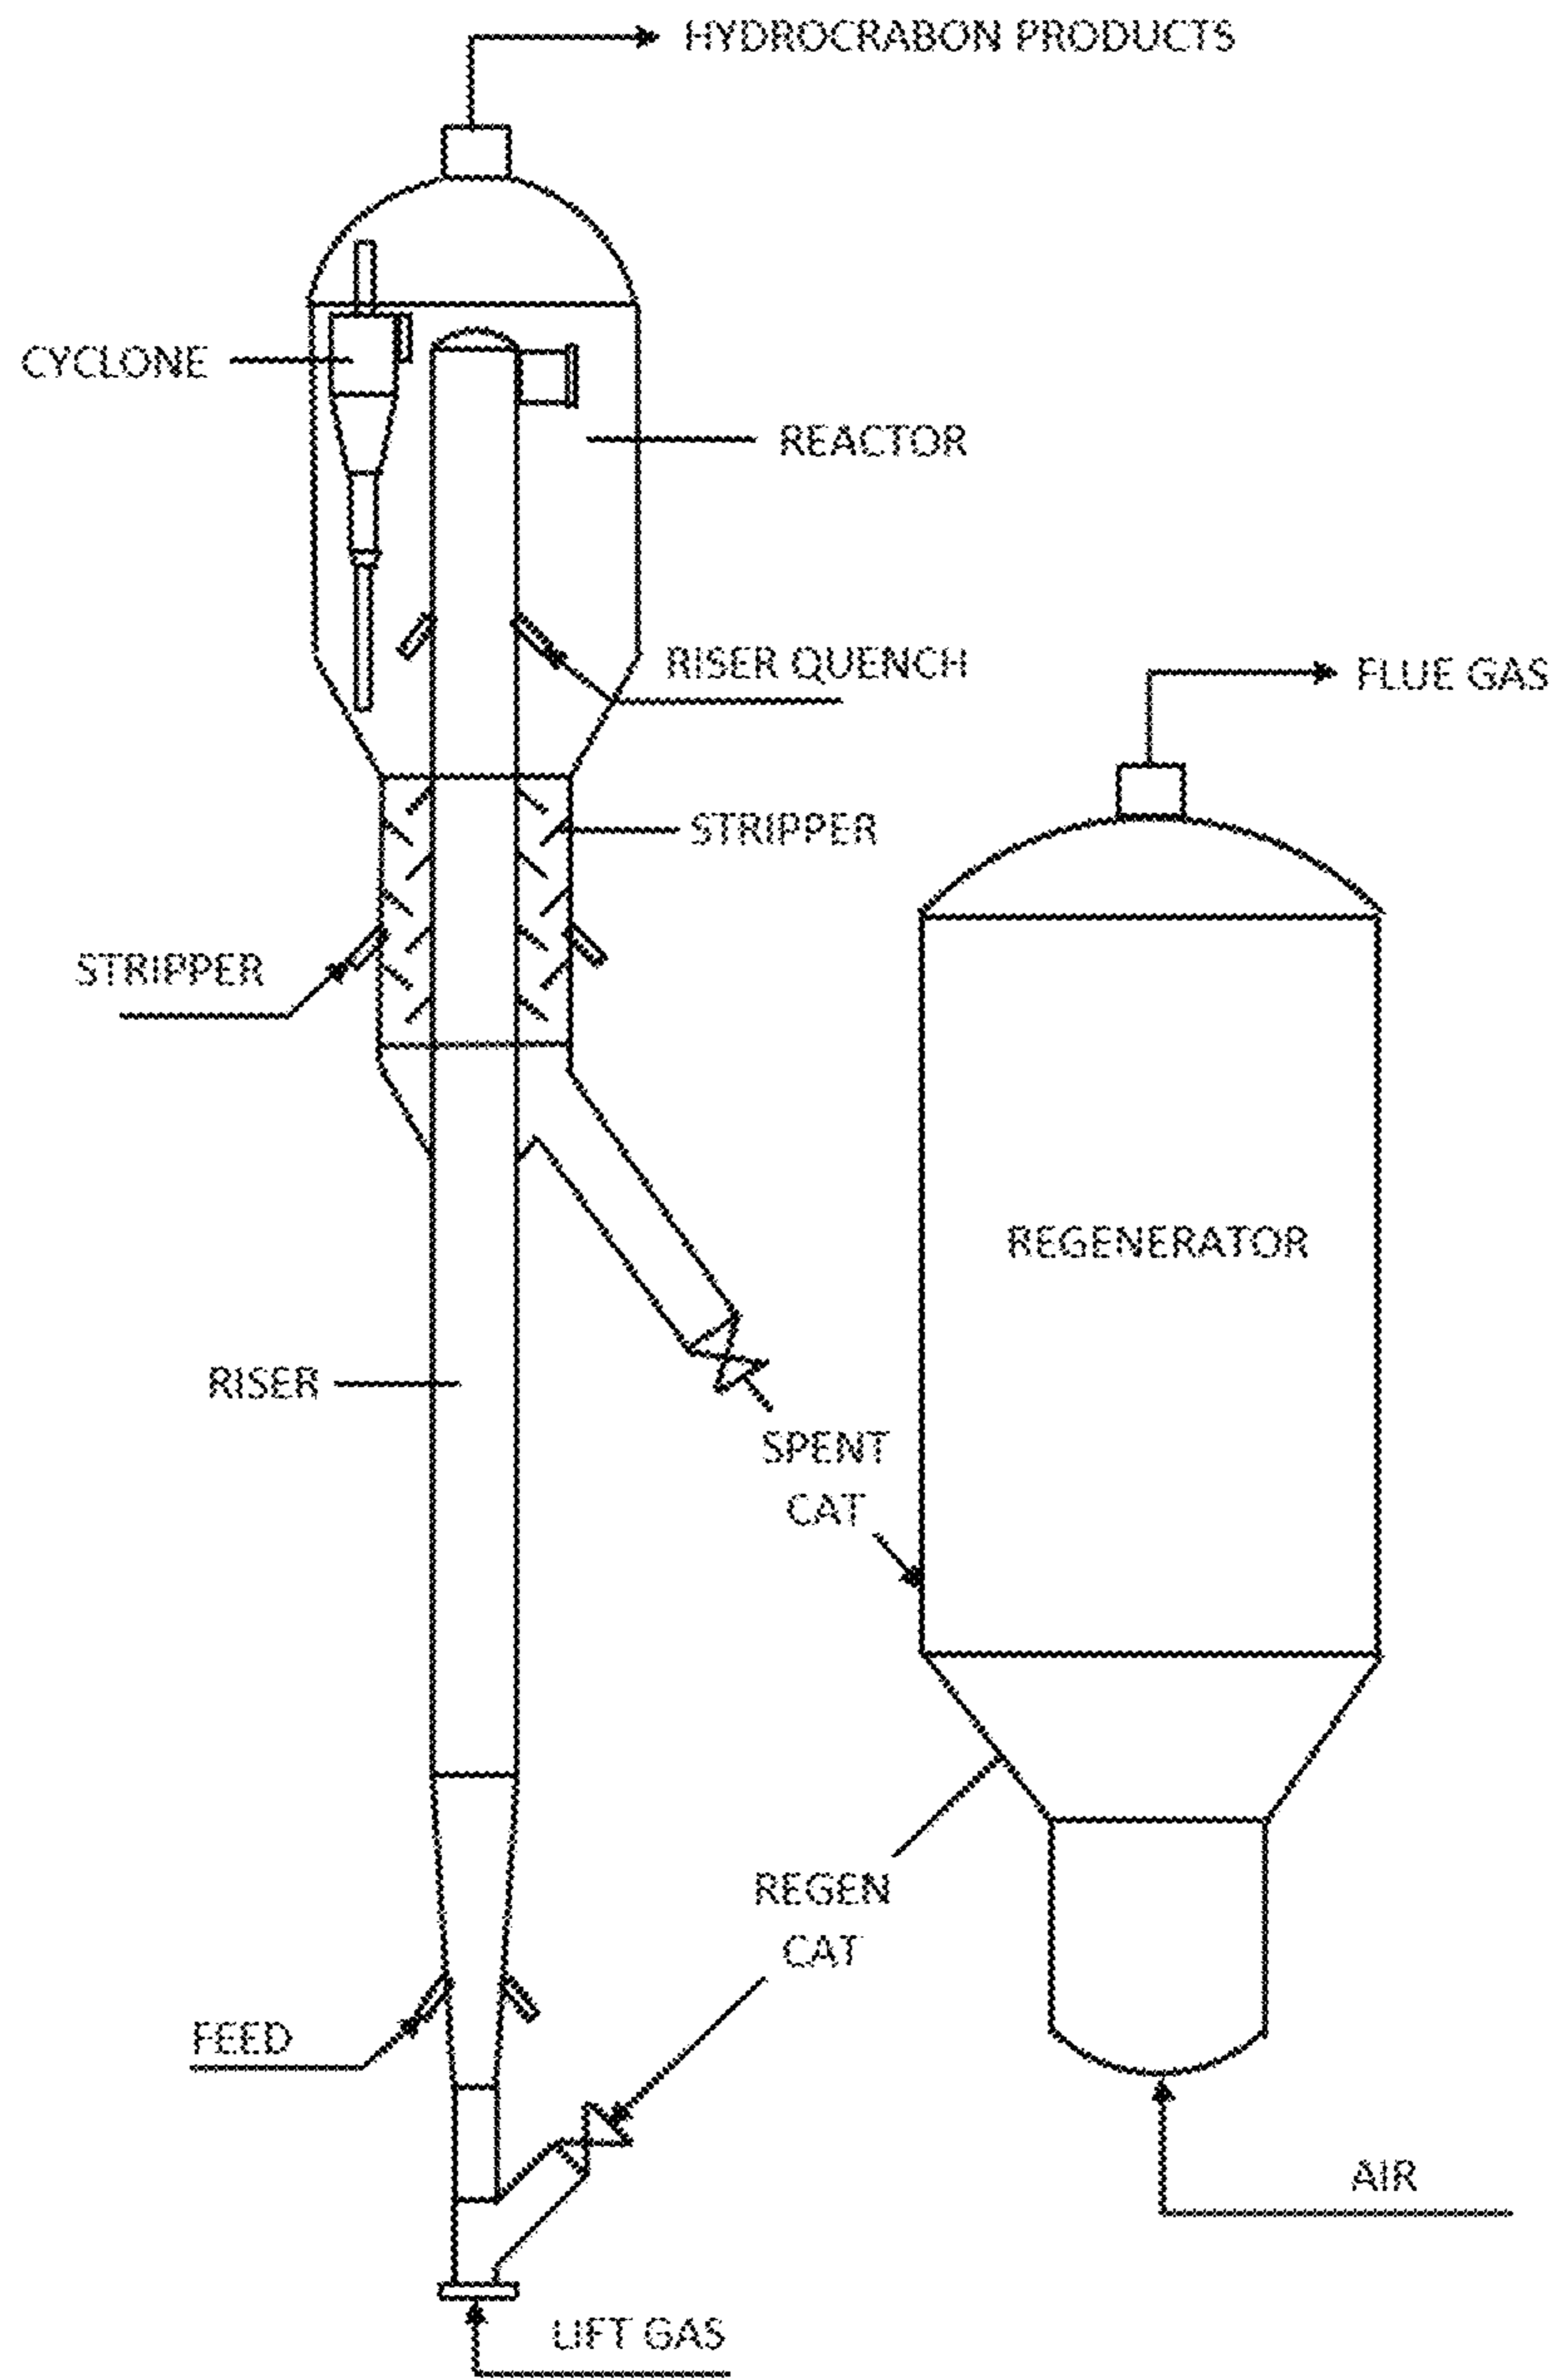 HYDROCRABON PRODUCTS
CYCLONE
REACTOR
RISER QUENCH
FLUE GAS
STRIPPER
STRIPPER
REGENERATOR
RISER
SPENT
CAT
REGEN
CAT
FEED
AIR
LIFT GAS